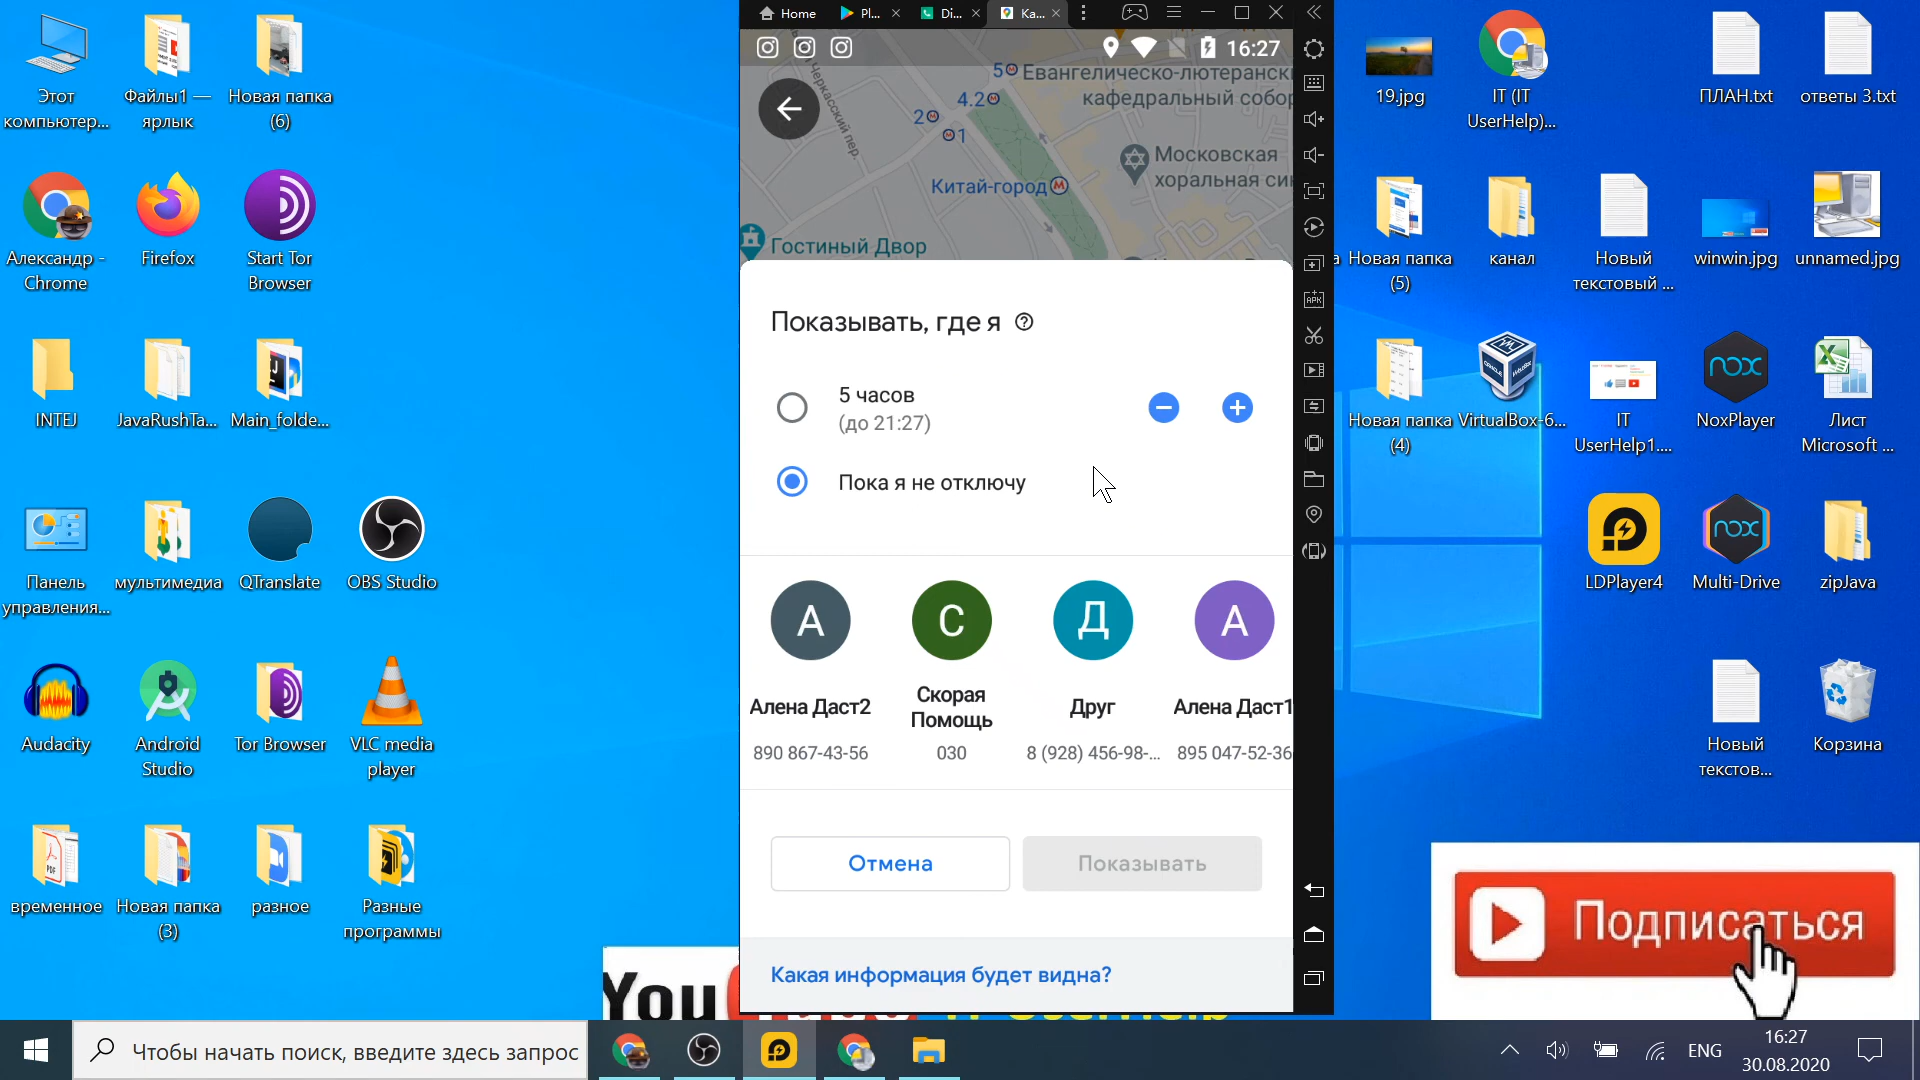 Этот
компьютер...
Файлы1 —
ярлык
Новая папка
(6)
Александр -
Chrome
Firefox
Start Tor
Browser
INTEJ
JavaRushTa...
Main_folde...
Панель
управления...
мультимедиа
QTranslate
OBS Studio
Audacity
Android
Studio
Tor Browser
VLC media
player
временное
Новая папка
(3)
разное
Разные
программы
Home
Pl...
Di...
Ка...
16:27
Евангелическо-лютеранск
кафедральный собор
5
4.2
2
1
Черкасский пер.
Китай-город
Московская
хоральная син
Гостиный Двор
Показывать, где я
5 часов
(до 21:27)
Пока я не отключу
А
С
Д
А
Алена Даст2
Скорая
Помощь
Друг
Алена Даст1
890 867-43-56
030
8 (928) 456-98-...
895 047-52-36
Отмена
Показывать
Какая информация будет видна?
APK
19.jpg
IT (IT
UserHelp)...
ПЛАН.txt
ответы 3.txt
а
Новая папка
(5)
канал
Новый
текстовый ...
winwin.jpg
unnamed.jpg
Новая папка
(4)
VirtualBox-6...
IT
UserHelp1....
NoxPlayer
Лист
Microsoft ...
LDPlayer4
Multi-Drive
zipJava
Новый
текстов...
Корзина
You
Подписаться
Чтобы начать поиск, введите здесь запрос
ENG
16:27
30.08.2020